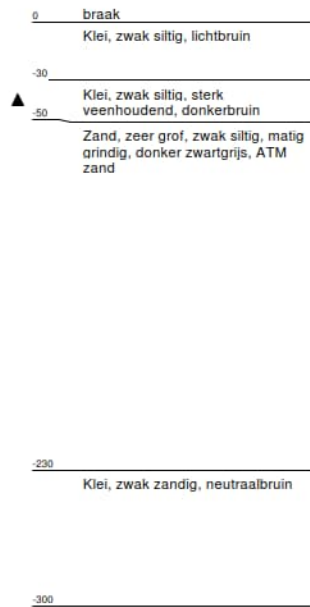 0 braak
Klei, zwak siltig, lichtbruin
-30
Klei, zwak siltig, sterk
veenhoudend, donkerbruin
-50
Zand, zeer grof, zwak siltig, matig
grindig, donker zwartgrijs, ATM
zand
-230
Klei, zwak zandig, neutraalbruin
-300